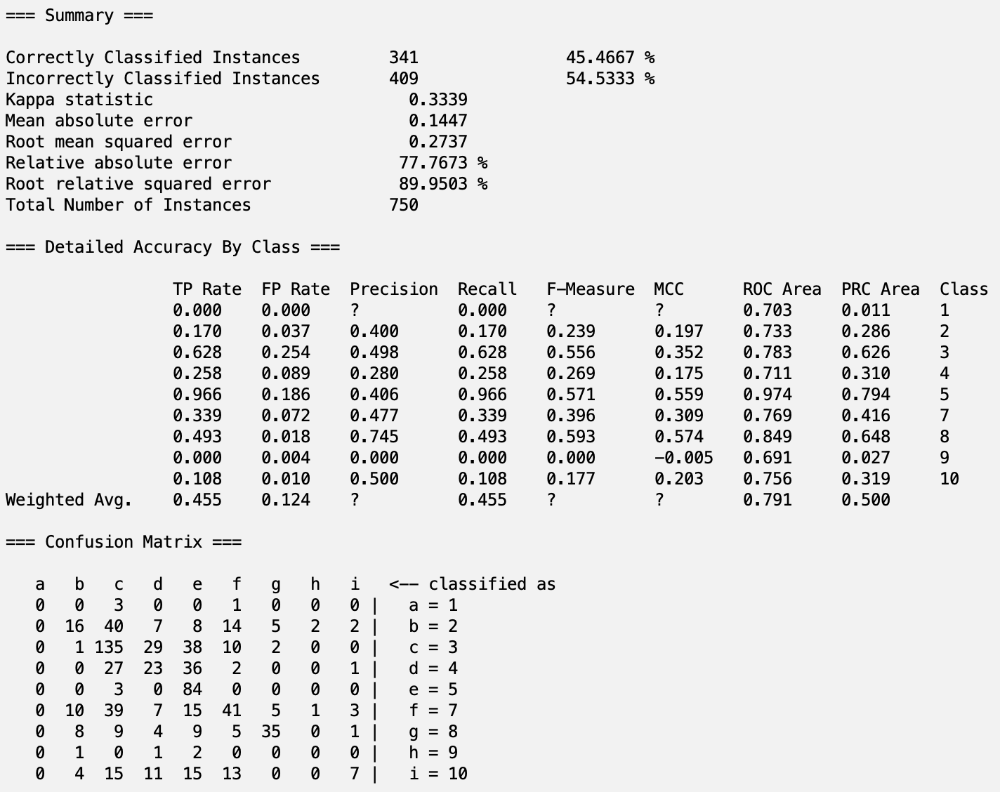 === Summary ===
Correctly Classified Instances 341 45.4667 %
Incorrectly Classified Instances 409 54.5333 %
Kappa statistic 0.3339
Mean absolute error 0.1447
Root mean squared error 0.2737
Relative absolute error 77.7673 %
Root relative squared error 89.9503 %
Total Number of Instances 750
=== Detailed Accuracy By Class ===
TP Rate FP Rate Precision Recall F-Measure MCC ROC Area PRC Area Class
0.000 0.000 ? 0.000 ? ? 0.703 0.011 1
0.170 0.037 0.400 0.170 0.239 0.197 0.733 0.286 2
0.628 0.254 0.498 0.628 0.556 0.352 0.783 0.626 3
0.258 0.089 0.280 0.258 0.269 0.175 0.711 0.310 4
0.966 0.186 0.406 0.966 0.571 0.559 0.974 0.794 5
0.339 0.072 0.477 0.339 0.396 0.309 0.769 0.416 7
0.493 0.018 0.745 0.493 0.593 0.574 0.849 0.648 8
0.000 0.004 0.000 0.000 0.000 -0.005 0.691 0.027 9
0.108 0.010 0.500 0.108 0.177 0.203 0.756 0.319 10
Weighted Avg. 0.455 0.124 ? 0.455 ? ? 0.791 0.500
=== Confusion Matrix ===
a b c d e f g h i <-- classified as
0 0 3 0 0 1 0 0 0 | a = 1
0 16 40 7 8 14 5 2 2 | b = 2
0 1 135 29 38 10 2 0 0 | c = 3
0 0 27 23 36 2 0 0 1 | d = 4
0 0 3 0 84 0 0 0 0 | e = 5
0 10 39 7 15 41 5 1 3 | f = 7
0 8 9 4 9 5 35 0 1 | g = 8
0 1 0 1 2 0 0 0 0 | h = 9
0 4 15 11 15 13 0 0 7 | i = 10